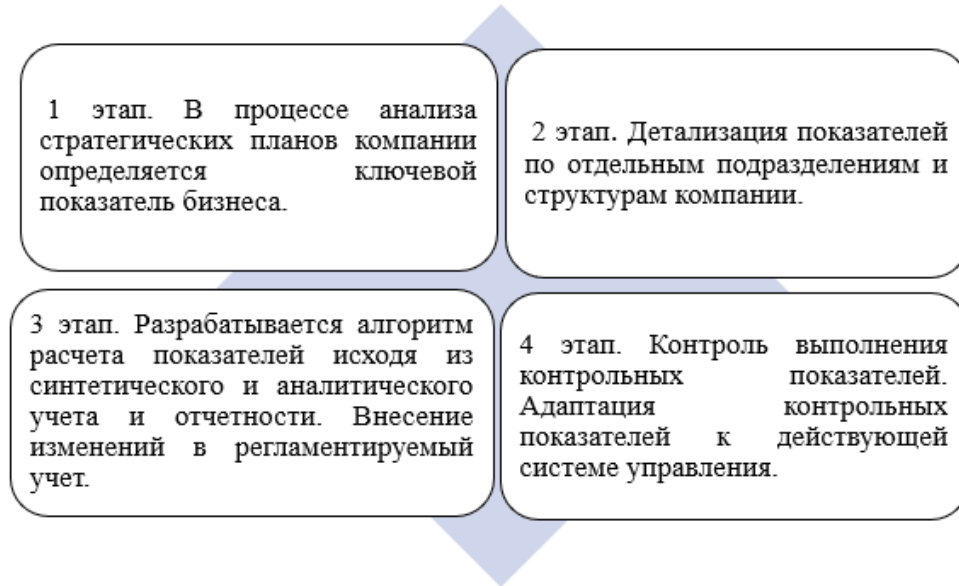 1 этап. В процессе анализа
стратегических планов компании
определяется ключевой
показатель бизнеса.
2 этап. Детализация показателей
по отдельным подразделениям и
структурам компании.
3 этап. Разрабатывается алгоритм
расчета показателей исходя из
синтетического и аналитического
учета и отчетности. Внесение
изменений в регламентируемый
учет.
4 этап. Контроль выполнения
контрольных показателей.
Адаптация контрольных
показателей к действующей
системе управления.